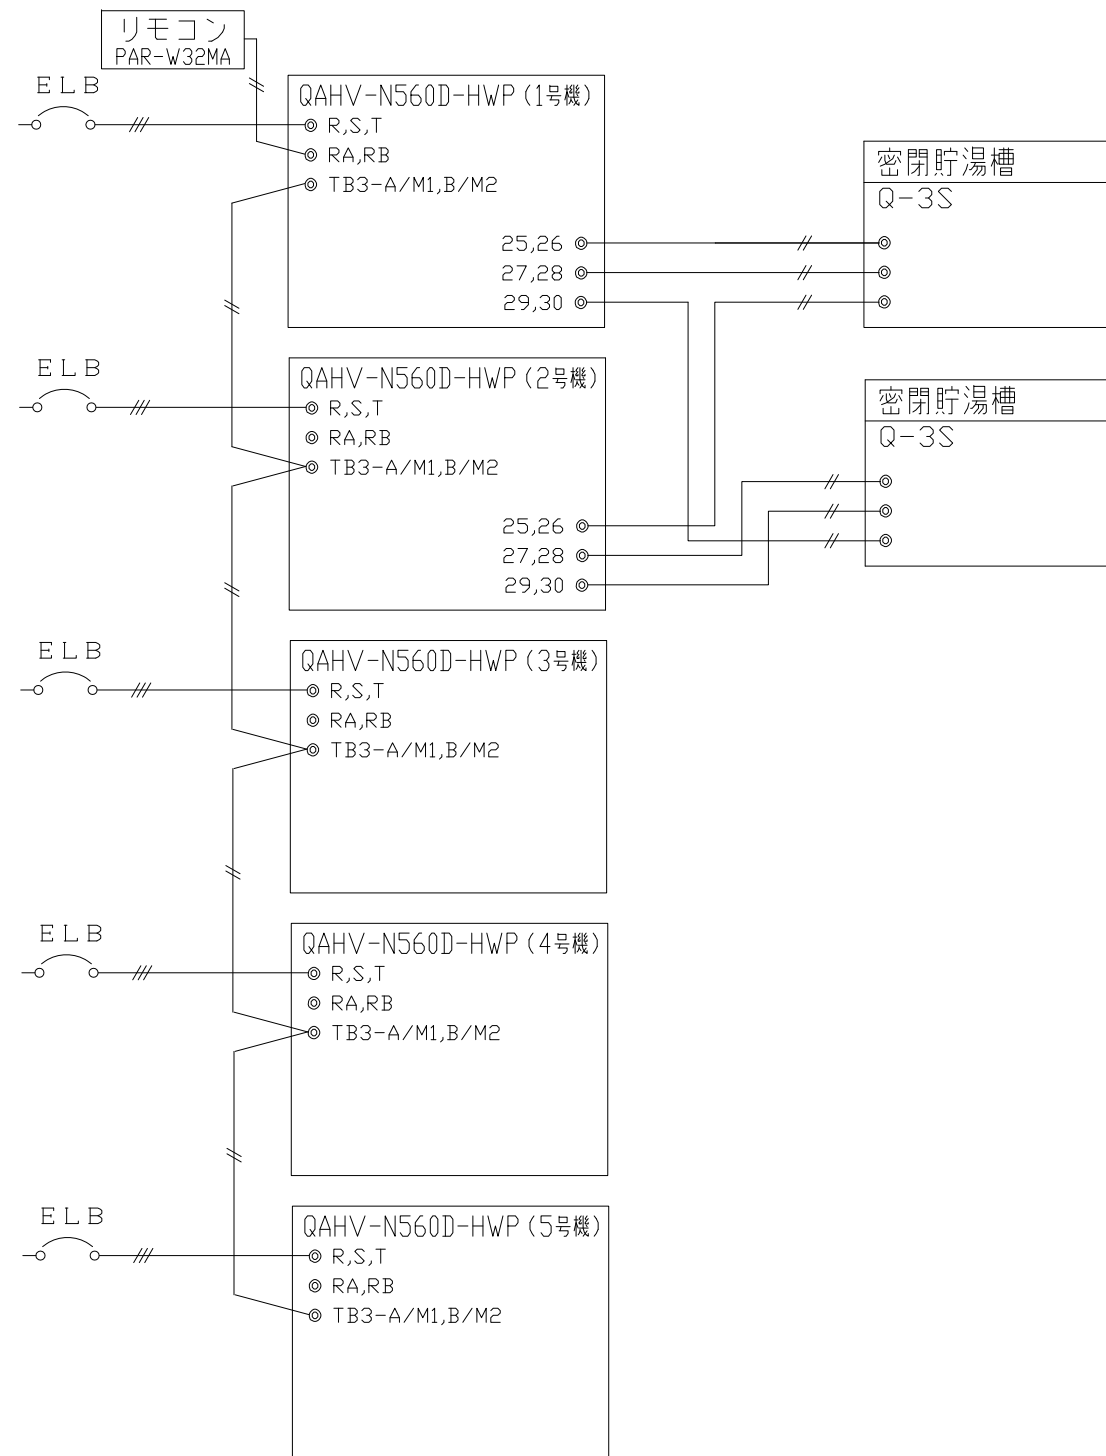 リモコン
PAR-W32MA
ELB
QAHV-N560D-HWP(1号機)
R,S,T
RA,RB
TB3-A/M1,B/M2
25,26
27,28
29,30
密閉貯湯槽
Q-3S
ELB
QAHV-N560D-HWP(2号機)
R,S,T
RA,RB
TB3-A/M1,B/M2
25,26
27,28
29,30
密閉貯湯槽
Q-3S
ELB
QAHV-N560D-HWP(3号機)
R,S,T
RA,RB
TB3-A/M1,B/M2
ELB
QAHV-N560D-HWP(4号機)
R,S,T
RA,RB
TB3-A/M1,B/M2
ELB
QAHV-N560D-HWP(5号機)
R,S,T
RA,RB
TB3-A/M1,B/M2